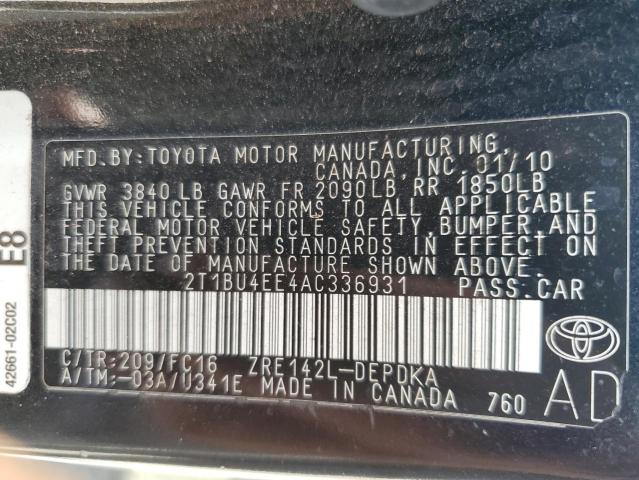 MFD.BY:TOYOTA MOTOR MANUFACTURING,
CANADA, INC. 01/10
GVWR 3840 LB GAWR FR 2090LB, RR 1850LB
THIS VEHICLE CONFORMS TO ALL APPLICABLE
FEDERAL MOTOR VEHICLE SAFETY, BUMPER, AND
THEFT PREVENTION STANDARDS IN EFFECT ON
THE DATE OF MANUFACTURE SHOWN ABOVE.
2T1BU4EE4AC336931 PASS.CAR
C/TR:209/FC16 ZRE142L-DEPDKA
A/TM:-03A/U341E MADE IN CANADA 760
AD
E8
42661-02C02